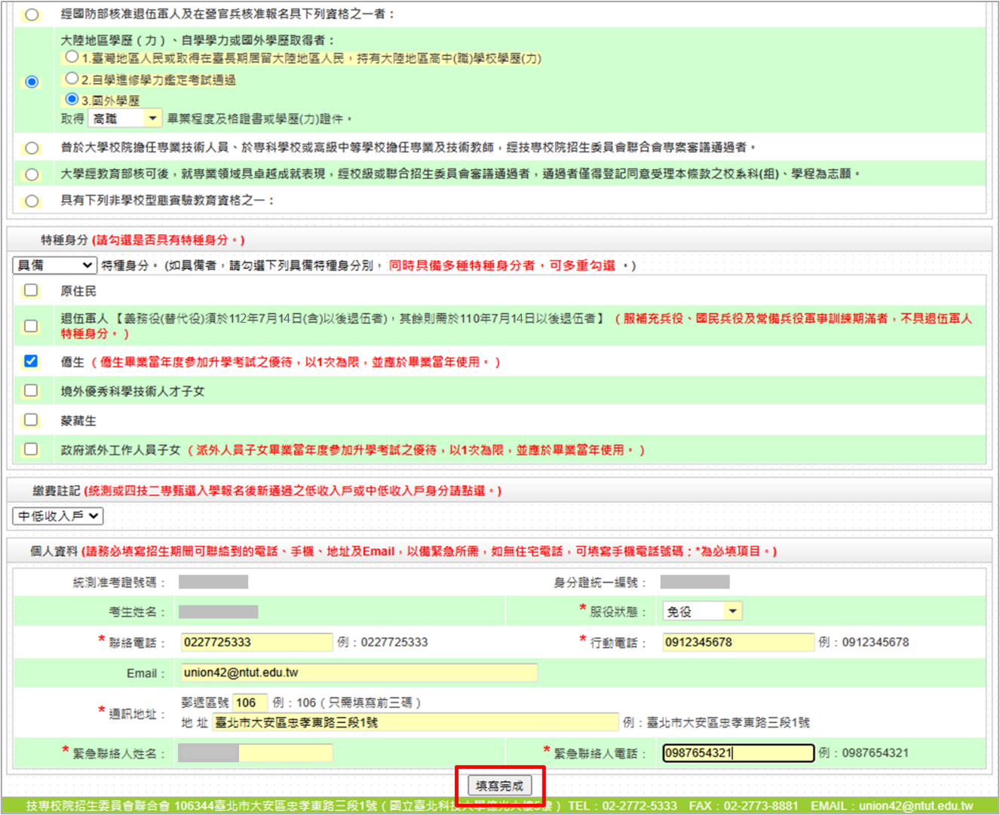 經國防部核准退伍軍人及在營官兵核准報名具下列資格之一者：
大陸地區學歷（力）、自學學力或國外學歷取得者：
1.臺灣地區人民或取得在臺長期居留大陸地區人民，持有大陸地區高中(職)學校學歷(力)
2.自學進修學力鑑定考試通過
3.國外學歷
取得 高職 畢業程度及格證書或學歷(力)證件。
曾於大學校院擔任專業技術人員、於專科學校或高級中等學校擔任專業及技術教師，經技專校院招生委員會聯合會專案審議通過者。
大學經教育部核可後，就專業領域具卓越成就表現，經校級或聯合招生委員會審議通過者，通過者僅得登記同意受理本條款之校系科(組)、學程為志願。
具有下列非學校型態實驗教育資格之一：
特種身分 (請勾選是否具有特種身分。)
具備 特種身分。 (如具備者，請勾選下列具備特種身分別， 同時具備多種特種身分者，可多重勾選 。)
原住民
退伍軍人 【義務役(替代役)須於112年7月14日(含)以後退伍者)，其餘則需於110年7月14日以後退伍者】 （服補充兵役、國民兵役及常備兵役軍事訓練期滿者，不具退伍軍人
特種身分。）
僑生 （僑生畢業當年度參加升學考試之優待，以1次為限，並應於畢業當年使用。）
境外優秀科學技術人才子女
蒙藏生
政府派外工作人員子女 （派外人員子女畢業當年度參加升學考試之優待，以1次為限，並應於畢業當年使用。）
繳費註記 (統測或四技二專甄選入學報名後新通過之低收入戶或中低收入戶身分請點選。)
中低收入戶
個人資料 (請務必填寫招生期間可聯絡到的電話、手機、地址及Email，以備緊急所需，如無住宅電話，可填寫手機電話號碼；*為必填項目。)
統測准考證號碼： 身分證統一編號：
考生姓名： * 服役狀態： 免役
* 聯絡電話： 0227725333 例：0227725333 * 行動電話： 0912345678 例：0912345678
Email： union42@ntut.edu.tw
* 通訊地址： 郵遞區號 106 例：106（只需填寫前三碼）
地 址 臺北市大安區忠孝東路三段1號 例：臺北市大安區忠孝東路三段1號
* 緊急聯絡人姓名： * 緊急聯絡人電話： 0987654321 例：0987654321
填寫完成
技專校院招生委員會聯合會 106344臺北市大安區忠孝東路三段1號（國立臺北科技大學億光大樓5樓） TEL：02-2772-5333 FAX：02-2773-8881 EMAIL：union42@ntut.edu.tw